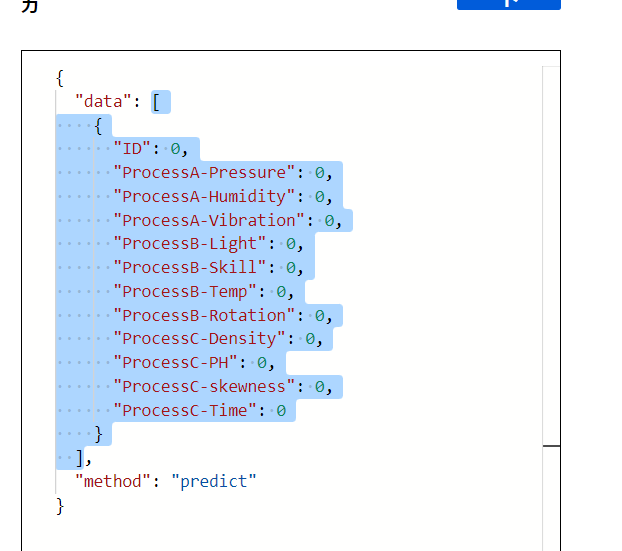 {
  "data": [
    {
      "ID": 0,
      "ProcessA-Pressure": 0,
      "ProcessA-Humidity": 0,
      "ProcessA-Vibration": 0,
      "ProcessB-Light": 0,
      "ProcessB-Skill": 0,
      "ProcessB-Temp": 0,
      "ProcessB-Rotation": 0,
      "ProcessC-Density": 0,
      "ProcessC-PH": 0,
      "ProcessC-skewness": 0,
      "ProcessC-Time": 0
    }
  ],
  "method": "predict"
}